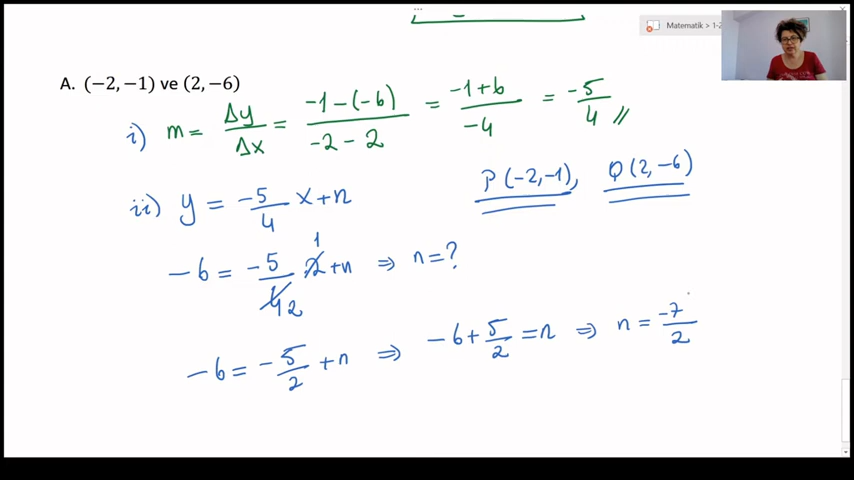 Matematik > 1-2
A. (−2, −1) ve (2, −6)
i) m = Δy/Δx = -1-(-6)/-2-2 = -1+6/-4 = -5/4 //
ii) y = -5/4 x+n P(-2,-1), Q(2,-6)
-6 = -5/4 2 2 1 +n ⇒ n=?
-6 = -5/2 +n ⇒ -6+5/2 = n ⇒ n = -7/2